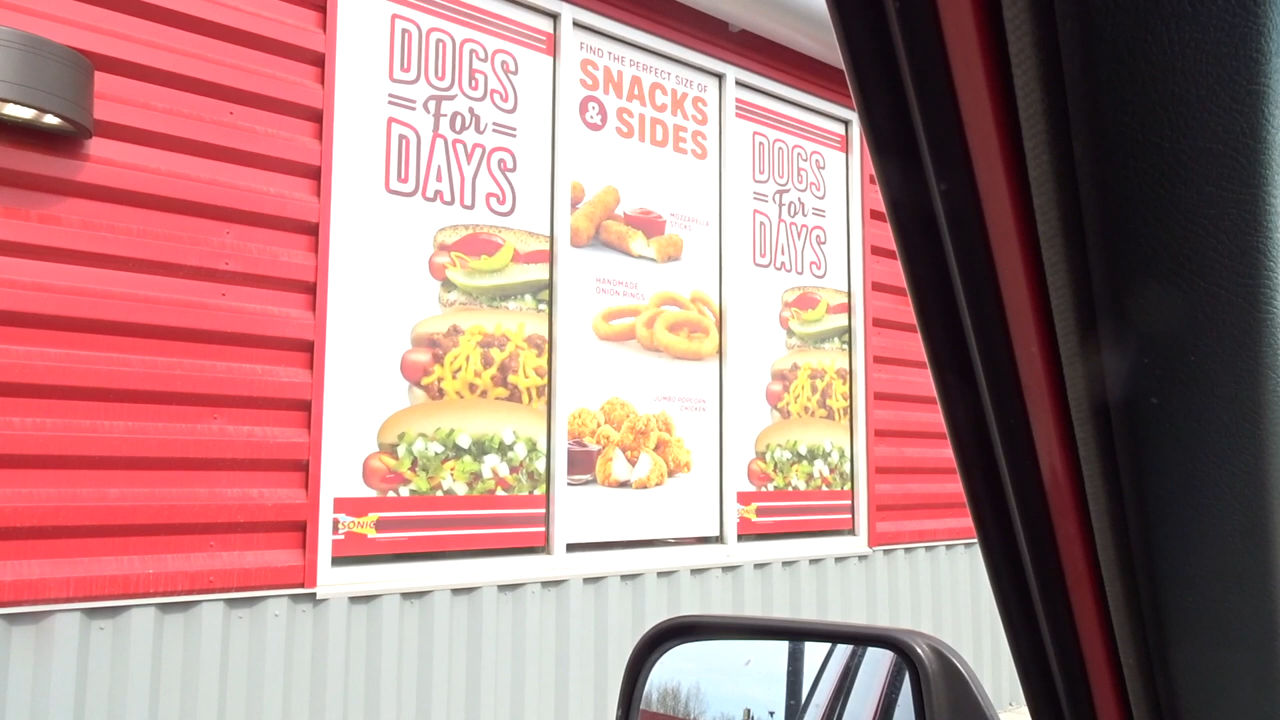 DOGS
For
DAYS
SONIC
FIND THE PERFECT SIZE OF
SNACKS
& SIDES
MOZZARELLA
STICKS
HANDMADE
ONION RINGS
JUMBO POPCORN
CHICKEN
DOGS
For
DAYS
SONIC